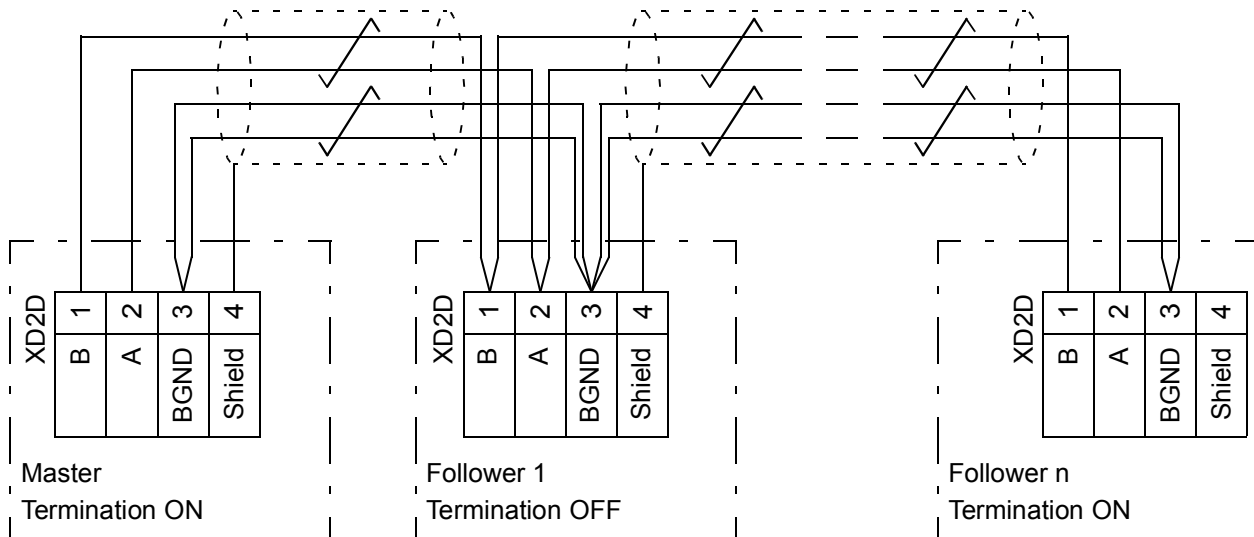 XD2D
1 2 3 4
B A BGND Shield
Master
Termination ON
XD2D
1 2 3 4
B A BGND Shield
Follower 1
Termination OFF
XD2D
1 2 3 4
B A BGND Shield
Follower n
Termination ON